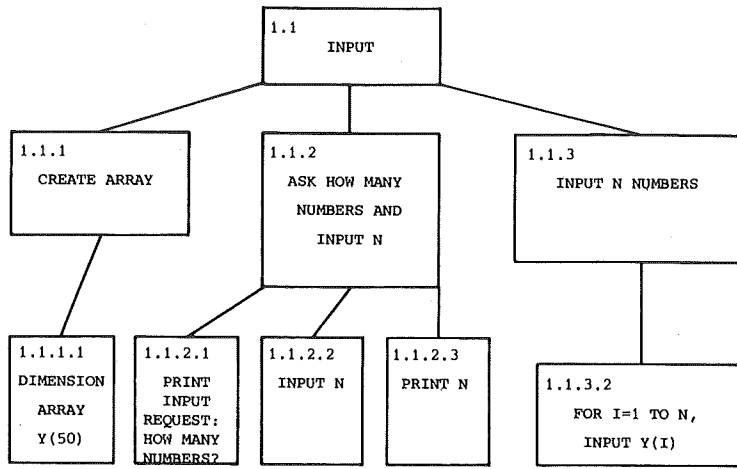 1.1
INPUT
1.1.1
CREATE ARRAY
1.1.2
ASK HOW MANY
NUMBERS AND
INPUT N
1.1.3
INPUT N NUMBERS
1.1.1.1
DIMENSION
ARRAY
Y(50)
1.1.2.1
PRINT
INPUT
REQUEST:
HOW MANY
NUMBERS?
1.1.2.2
INPUT N
1.1.2.3
PRINT N
1.1.3.2
FOR I=1 TO N,
INPUT Y(I)